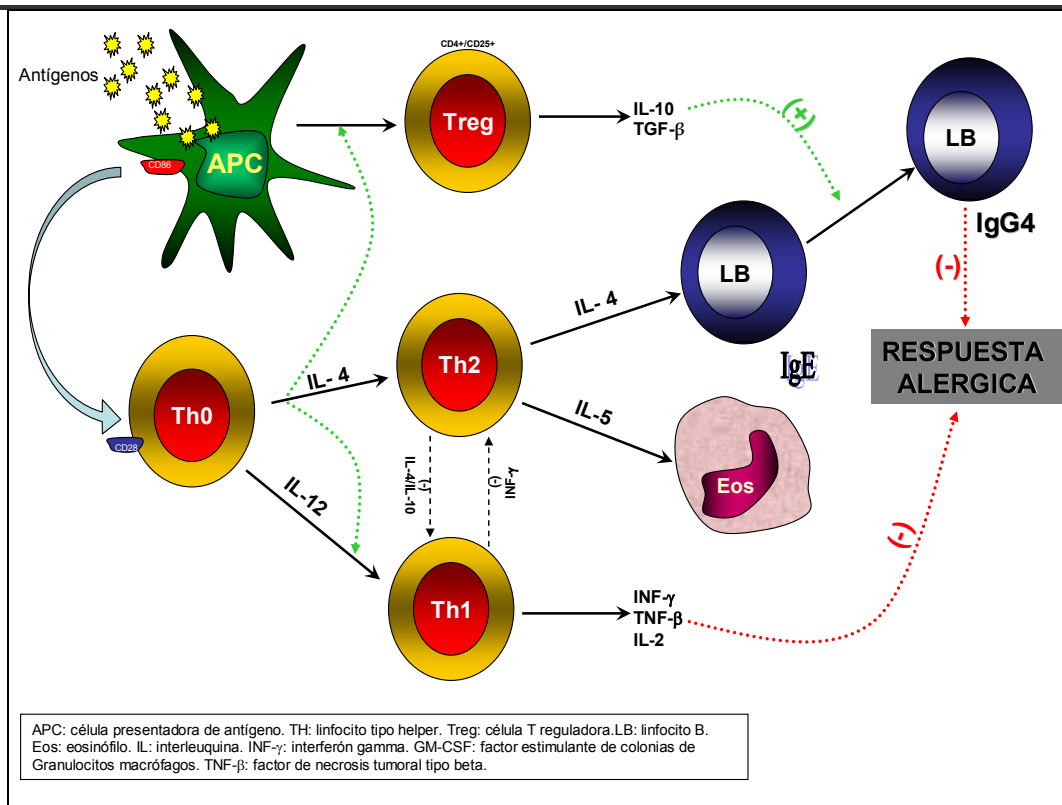 CD4+/CD25+
Antígenos
Treg
IL-10
TGF-β
(+)
LB
IgG4
(-)
APC
CD86
LB
IgE
RESPUESTA
ALERGICA
Th0
CD28
IL- 4
Th2
IL- 4
IL-5
Eos
IL-12
IL-4/IL-10
(-)
(-)
INF-γ
Th1
INF-γ
TNF-β
IL-2
(-)
APC: célula presentadora de antígeno. TH: linfocito tipo helper. Treg: célula T reguladora.LB: linfocito B.
Eos: eosinófilo. IL: interleuquina. INF-γ: interferón gamma. GM-CSF: factor estimulante de colonias de
Granulocitos macrófagos. TNF-β: factor de necrosis tumoral tipo beta.